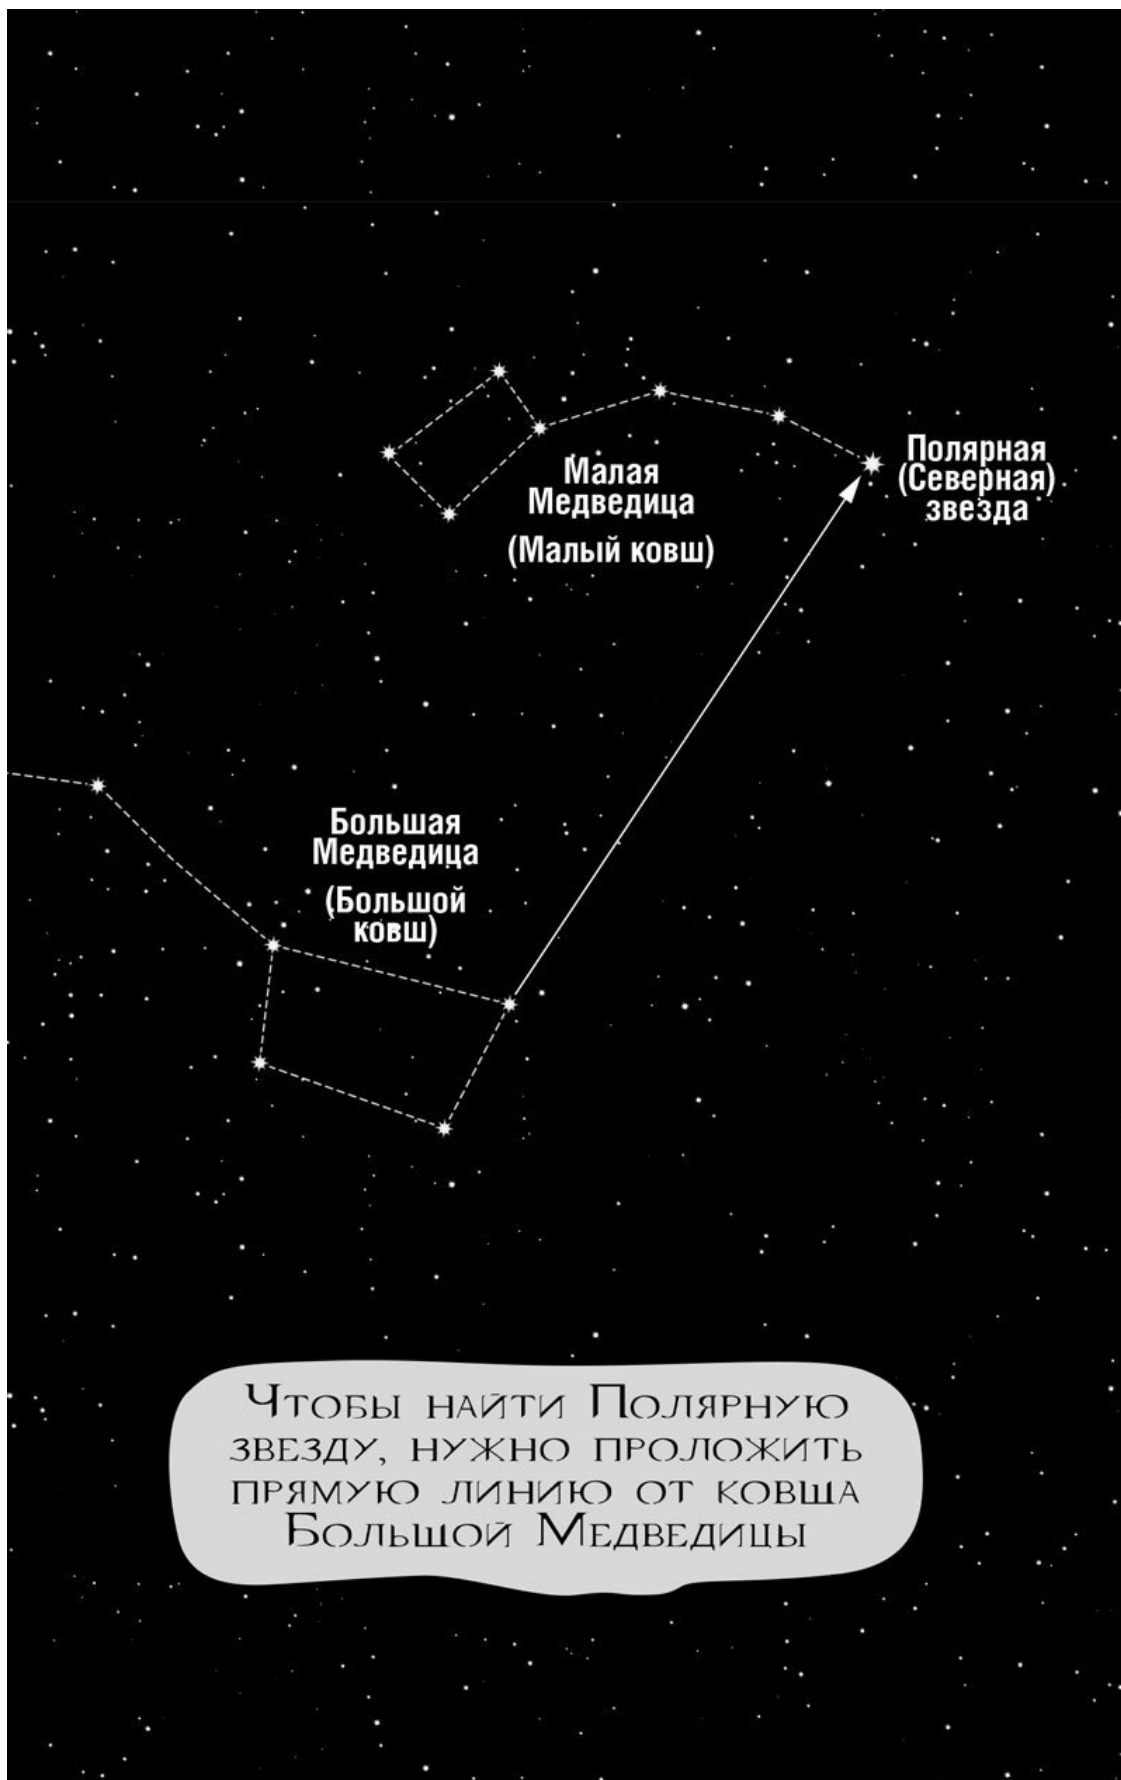 Полярная
(Северная)
звезда
Малая
Медведица
(Малый ковш)
Большая
Медведица
(Большой
ковш)
Чтобы найти Полярную
звезду, нужно проложить
прямую линию от ковша
Большой Медведицы